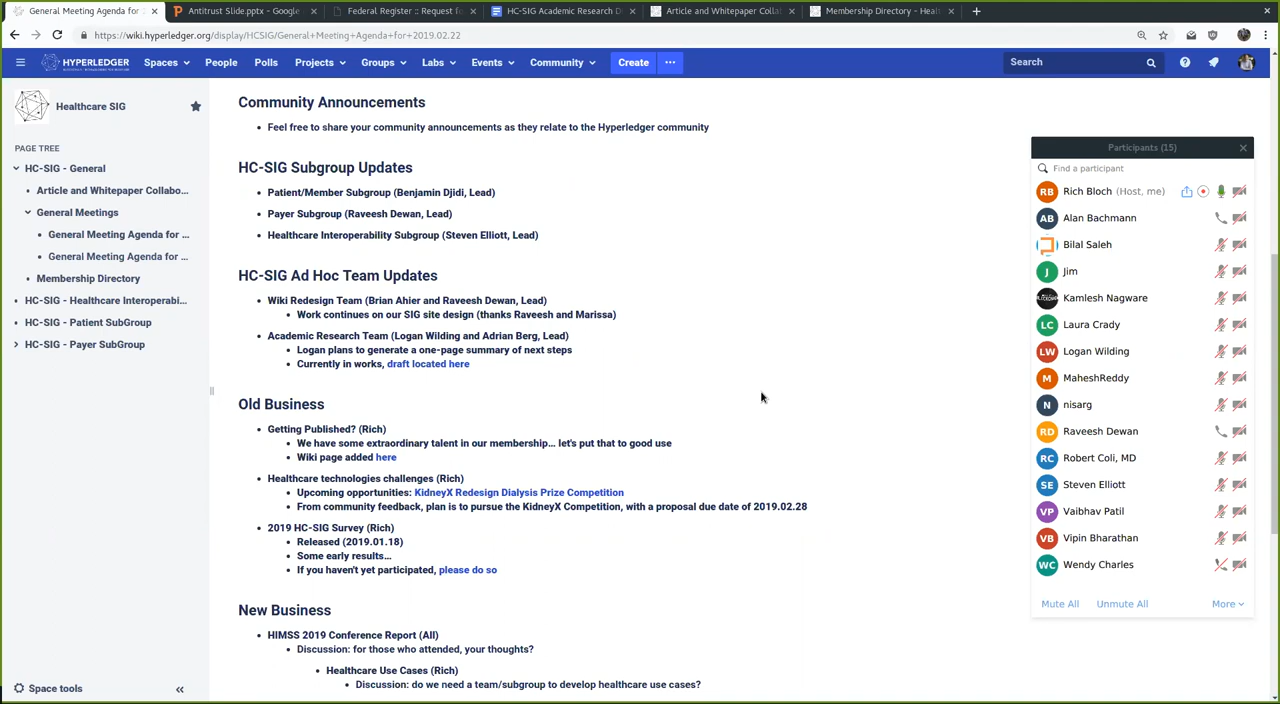 General Meeting Agenda for 2
Antitrust Slide.pptx - Google
Federal Register :: Request f
HC-SIG Academic Research D
Article and Whitepaper Colla
Membership Directory - Heal
https://wiki.hyperledger.org/display/HCSIG/General+Meeting+Agenda+for+2019.02.22
HYPERLEDGER
Spaces
People
Polls
Projects
Groups
Labs
Events
Community
Create
Search
Healthcare SIG
PAGE TREE
HC-SIG - General
Article and Whitepaper Collabo...
General Meetings
General Meeting Agenda for ...
General Meeting Agenda for ...
Membership Directory
HC-SIG - Healthcare Interoperabi...
HC-SIG - Patient SubGroup
HC-SIG - Payer SubGroup
Space tools
Community Announcements
Feel free to share your community announcements as they relate to the Hyperledger community
HC-SIG Subgroup Updates
Patient/Member Subgroup (Benjamin Djidi, Lead)
Payer Subgroup (Raveesh Dewan, Lead)
Healthcare Interoperability Subgroup (Steven Elliott, Lead)
HC-SIG Ad Hoc Team Updates
Wiki Redesign Team (Brian Ahier and Raveesh Dewan, Lead)
Work continues on our SIG site design (thanks Raveesh and Marissa)
Academic Research Team (Logan Wilding and Adrian Berg, Lead)
Logan plans to generate a one-page summary of next steps
Currently in works, draft located here
Old Business
Getting Published? (Rich)
We have some extraordinary talent in our membership... let's put that to good use
Wiki page added here
Healthcare technologies challenges (Rich)
Upcoming opportunities: KidneyX Redesign Dialysis Prize Competition
From community feedback, plan is to pursue the KidneyX Competition, with a proposal due date of 2019.02.28
2019 HC-SIG Survey (Rich)
Released (2019.01.18)
Some early results...
If you haven't yet participated, please do so
New Business
HIMSS 2019 Conference Report (All)
Discussion: for those who attended, your thoughts?
Healthcare Use Cases (Rich)
Discussion: do we need a team/subgroup to develop healthcare use cases?
Participants (15)
Find a participant
RB Rich Bloch (Host, me)
AB Alan Bachmann
Bilal Saleh
J Jim
Kamlesh Nagware
LC Laura Crady
LW Logan Wilding
M MaheshReddy
N nisarg
RD Raveesh Dewan
RC Robert Coli, MD
SE Steven Elliott
VP Vaibhav Patil
VB Vipin Bharathan
WC Wendy Charles
Mute All Unmute All More